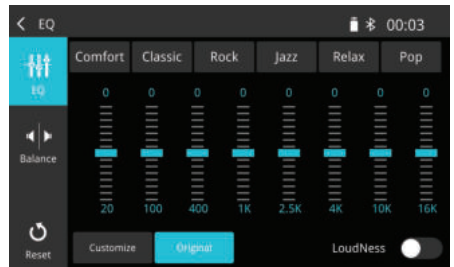 EQ 00:03
Comfort Classic Rock Jazz Relax Pop
EQ
0 0 0 0 0 0 0 0
Balance
20 100 400 1K 2.5K 4K 10K 16K
Reset
Customize Original LoudNess